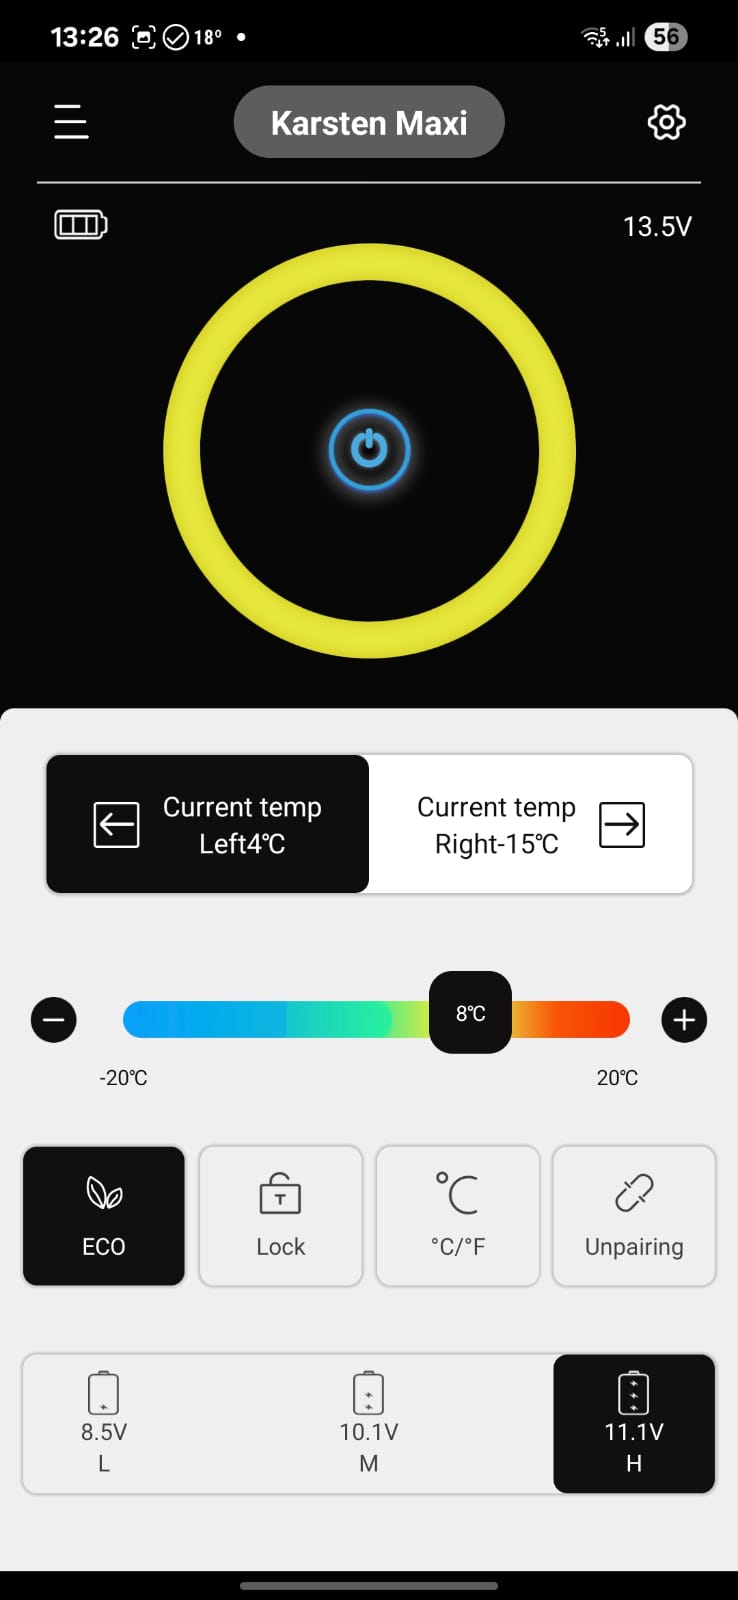 13:26 18° 56
Karsten Maxi
13.5V
Current temp
Left4℃
Current temp
Right-15℃
8℃
-20℃
20℃
ECO
T
Lock
°C
°C/°F
Unpairing
8.5V
L
10.1V
M
11.1V
H